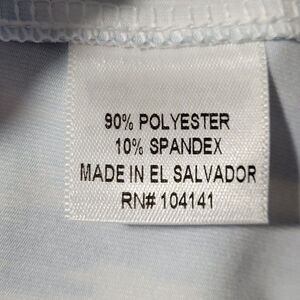 90% POLYESTER
10% SPANDEX
MADE IN EL SALVADOR
RN# 104141